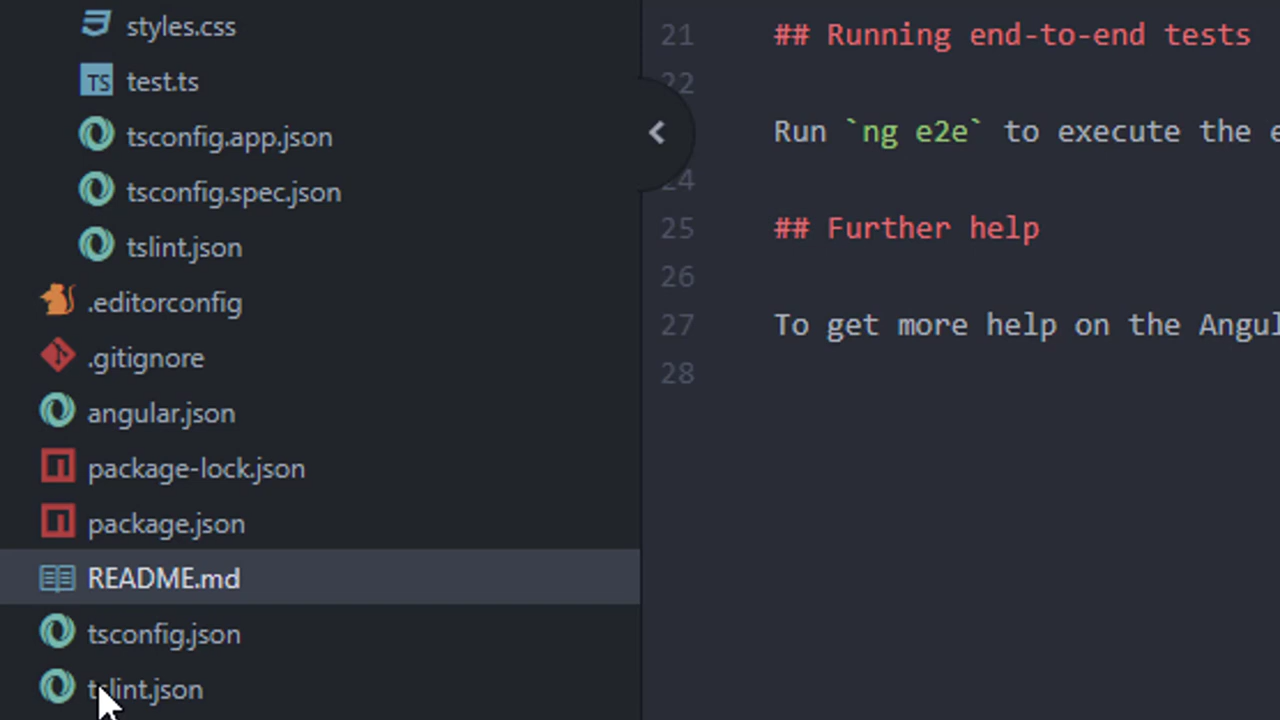 styles.css
TS test.ts
tsconfig.app.json
tsconfig.spec.json
tslint.json
.editorconfig
.gitignore
angular.json
package-lock.json
package.json
README.md
tsconfig.json
tslint.json
21 ## Running end-to-end tests
22
Run `ng e2e` to execute the
24
25 ## Further help
26
27 To get more help on the
28